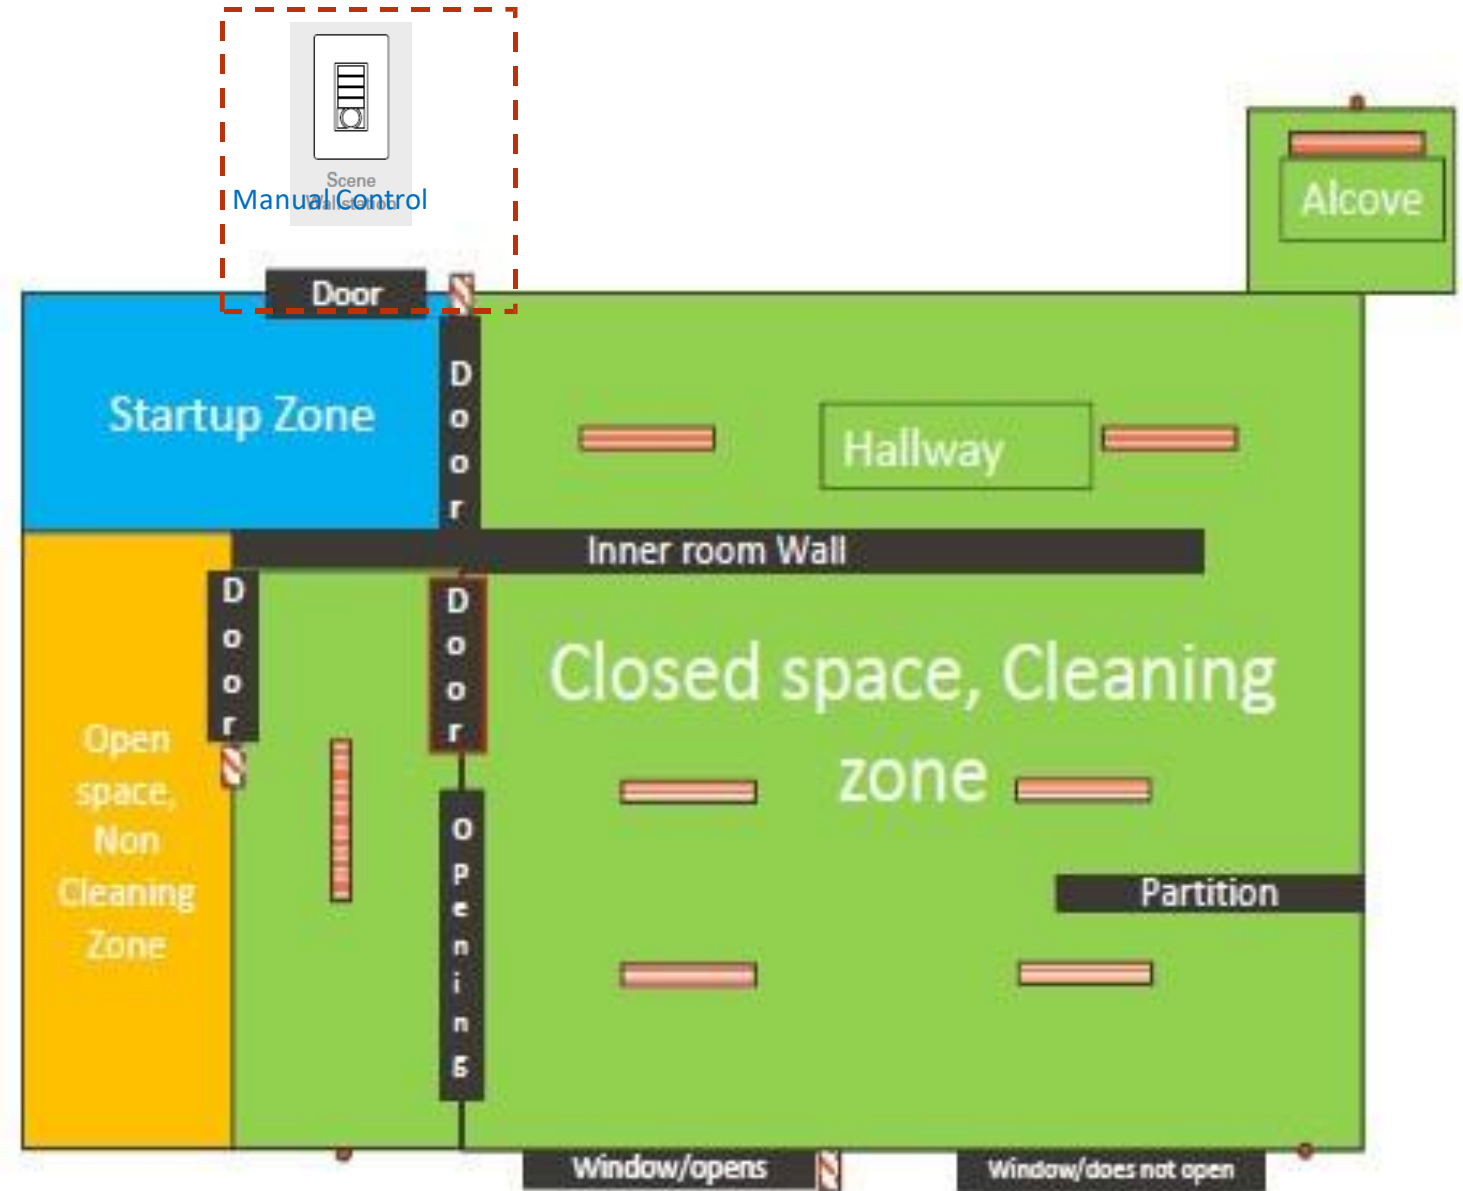 Scene
Wallstation
Manual Control
Alcove
Door
Startup Zone
Door
Hallway
Inner room Wall
Door
Door
Closed space, Cleaning
zone
Open
space,
Non
Cleaning
Zone
Opening
Partition
Window/opens
Window/does not open